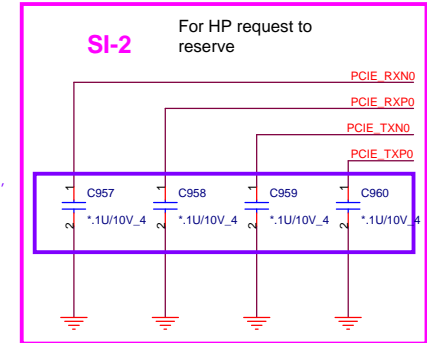 SI-2
For HP request to
reserve
PCIE_RXN0
PCIE_RXP0
PCIE_TXN0
PCIE_TXP0
1 1 1 1
C957 C958 C959 C960
*.1U/10V_4 *.1U/10V_4 *.1U/10V_4 *.1U/10V_4
2 2 2 2